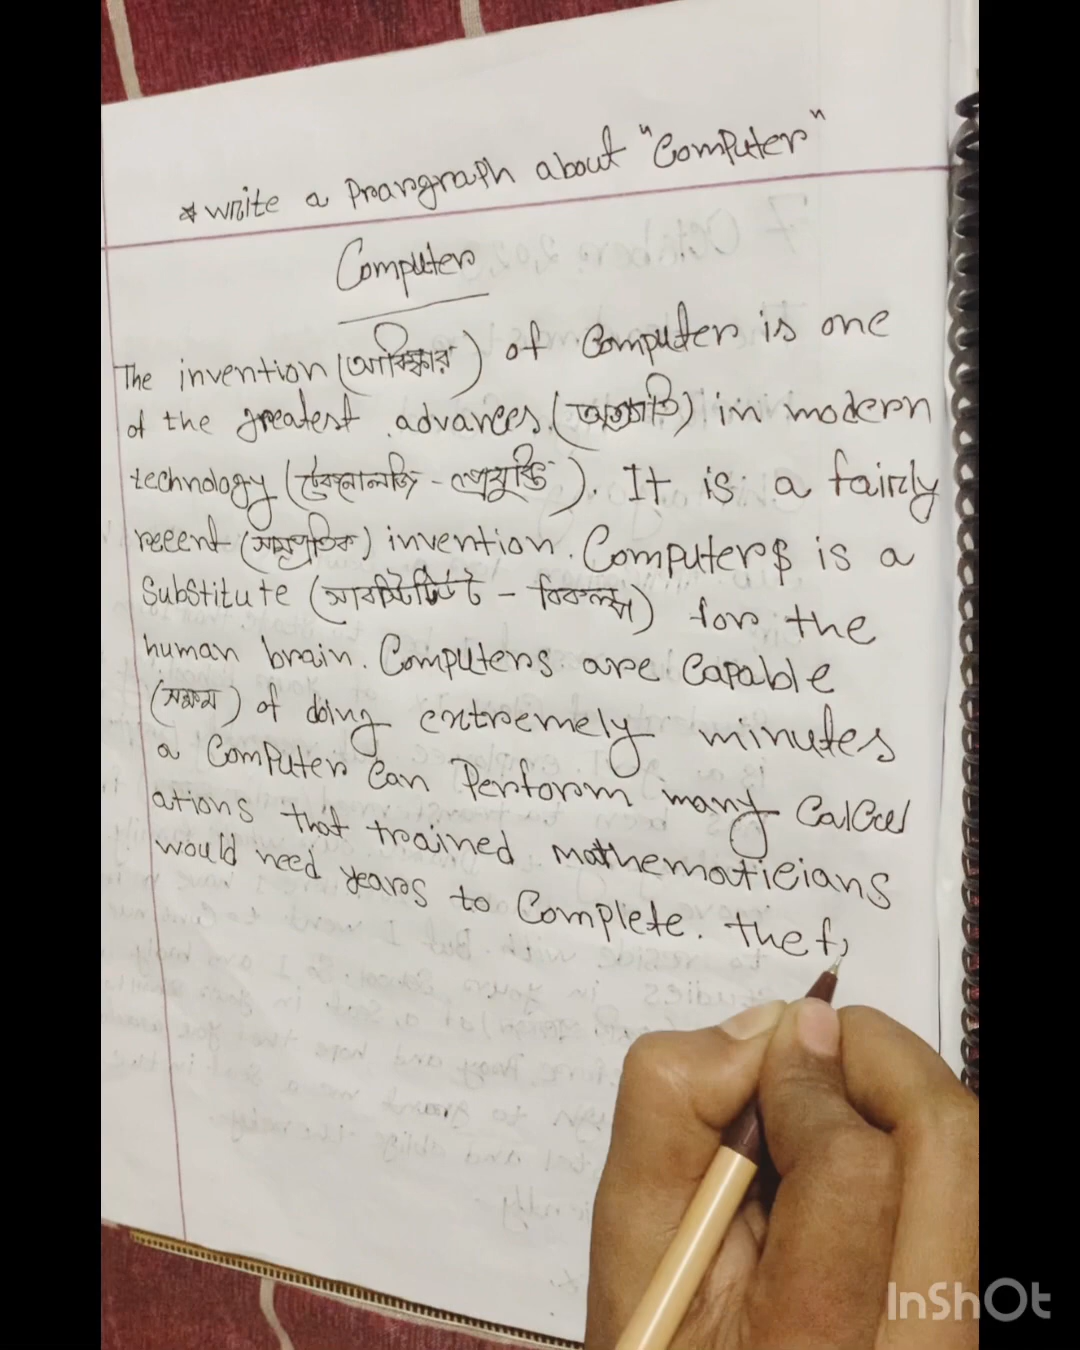 * write a Prangraph about "Computer"
Computer
The invention (আবিষ্কার) of Computer is one
of the greatest advances (অগ্রগতি) in modern
technology (টেকনোলজি - প্রযুক্তি). It is a fairly
recent (সাম্প্রতিক) invention. Computers is a
Substitute (সাবস্টিটিউট - বিকল্প) for the
human brain. Computers are Capable
(সক্ষম) of doing extremely minutes
a Computer Can Perform many Calcul
ations that trained mathematicians
would need years to Complete. the
InShOt